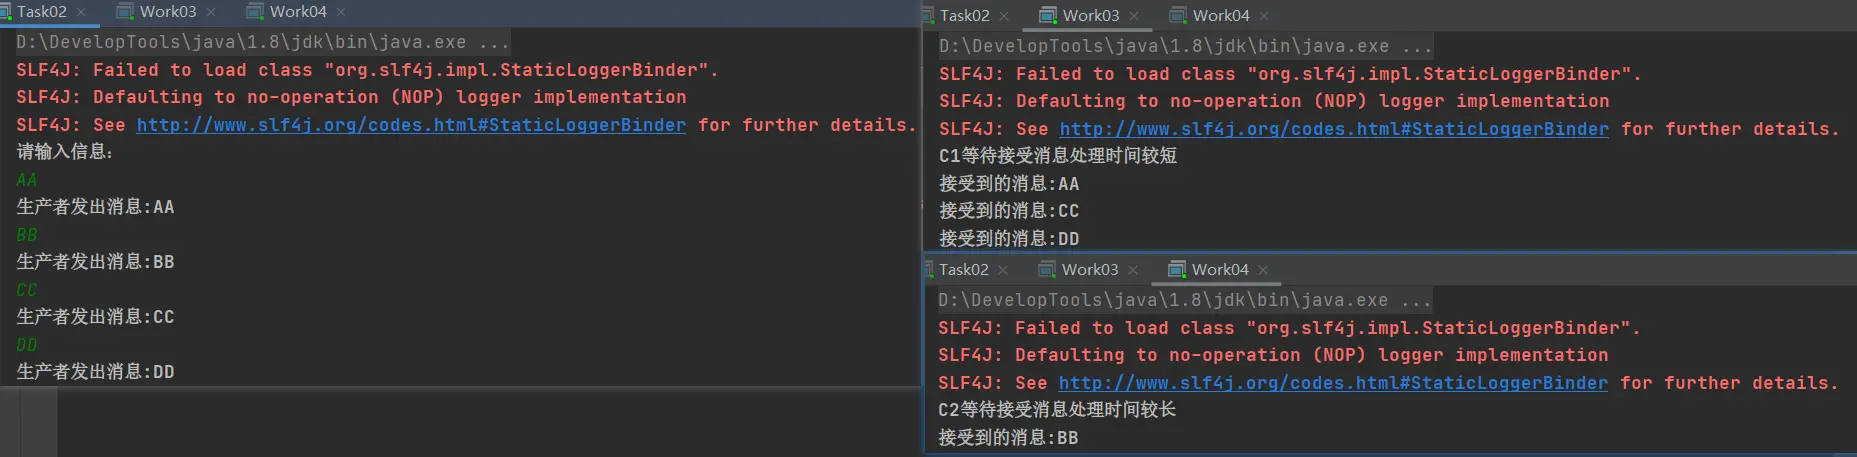 Task02 × Work03 × Work04 ×
D:\DevelopTools\java\1.8\jdk\bin\java.exe ...
SLF4J: Failed to load class "org.slf4j.impl.StaticLoggerBinder".
SLF4J: Defaulting to no-operation (NOP) logger implementation
SLF4J: See http://www.slf4j.org/codes.html#StaticLoggerBinder for further details.
请输入信息:
AA
生产者发出消息:AA
BB
生产者发出消息:BB
CC
生产者发出消息:CC
DD
生产者发出消息:DD
Task02 × Work03 × Work04 ×
D:\DevelopTools\java\1.8\jdk\bin\java.exe ...
SLF4J: Failed to load class "org.slf4j.impl.StaticLoggerBinder".
SLF4J: Defaulting to no-operation (NOP) logger implementation
SLF4J: See http://www.slf4j.org/codes.html#StaticLoggerBinder for further details.
C1等待接受消息处理时间较短
接受到的消息:AA
接受到的消息:CC
接受到的消息:DD
Task02 × Work03 × Work04 ×
D:\DevelopTools\java\1.8\jdk\bin\java.exe ...
SLF4J: Failed to load class "org.slf4j.impl.StaticLoggerBinder".
SLF4J: Defaulting to no-operation (NOP) logger implementation
SLF4J: See http://www.slf4j.org/codes.html#StaticLoggerBinder for further details.
C2等待接受消息处理时间较长
接受到的消息:BB